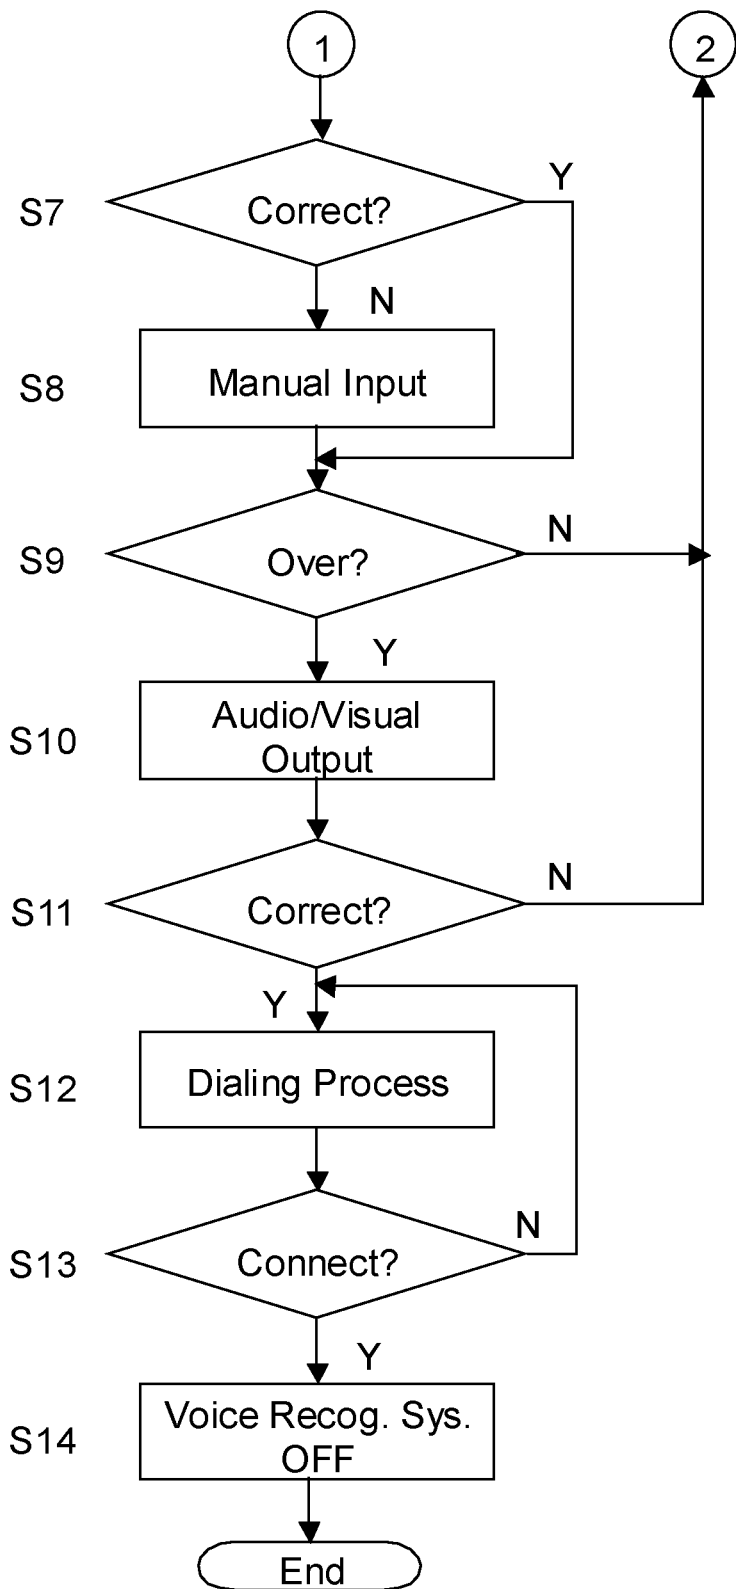 1
2
S7
Correct?
Y
N
S8
Manual Input
S9
Over?
N
Y
S10
Audio/Visual
Output
S11
Correct?
N
Y
S12
Dialing Process
S13
Connect?
N
Y
S14
Voice Recog. Sys.
OFF
End